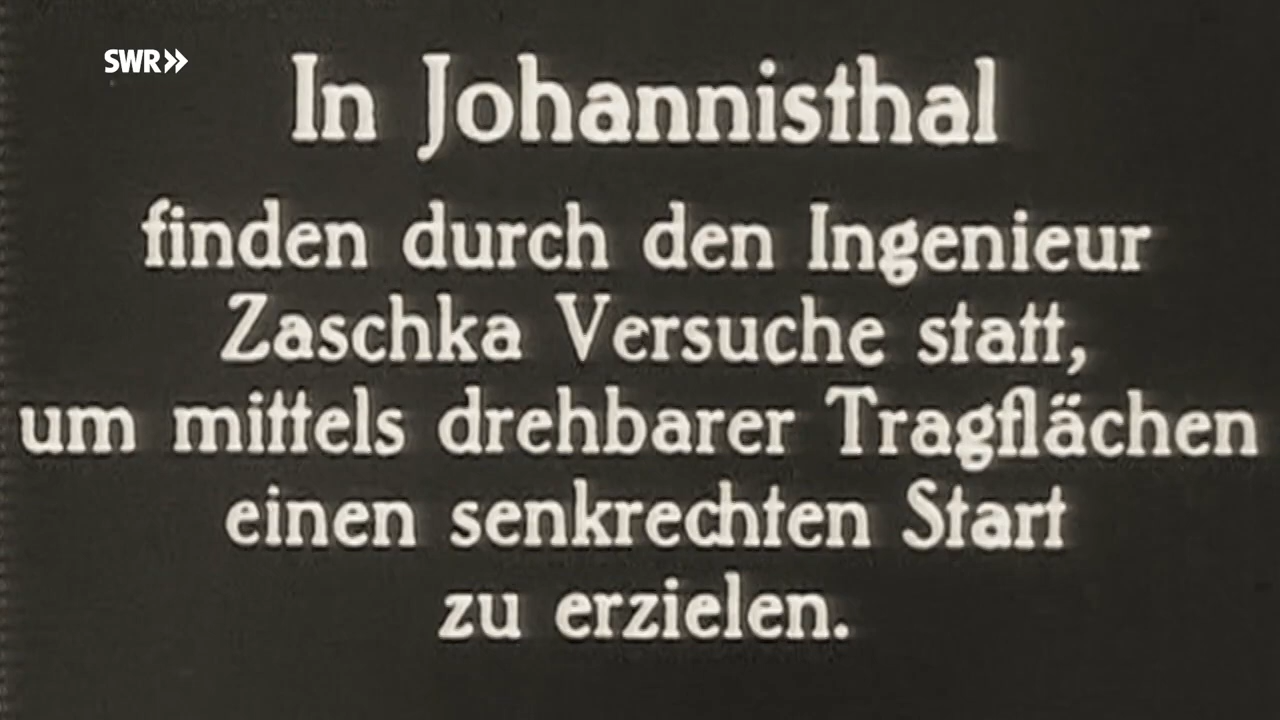 SWR»
In Johannisthal
finden durch den Ingenieur
Zaschka Versuche statt,
um mittels drehbarer Tragflächen
einen senkrechten Start
zu erzielen.